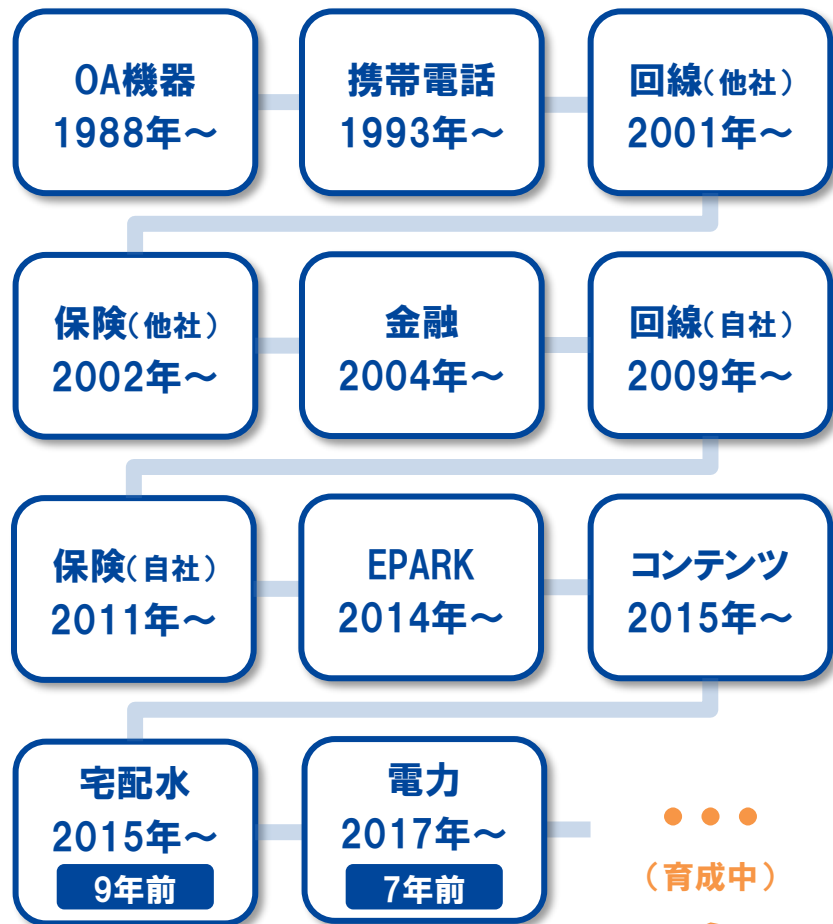 OA機器
1988年～
携帯電話
1993年～
回線(他社)
2001年～
保険(他社)
2002年～
金融
2004年～
回線(自社)
2009年～
保険(自社)
2011年～
EPARK
2014年～
コンテンツ
2015年～
宅配水
2015年～
9年前
電力
2017年～
7年前
•••
(育成中)